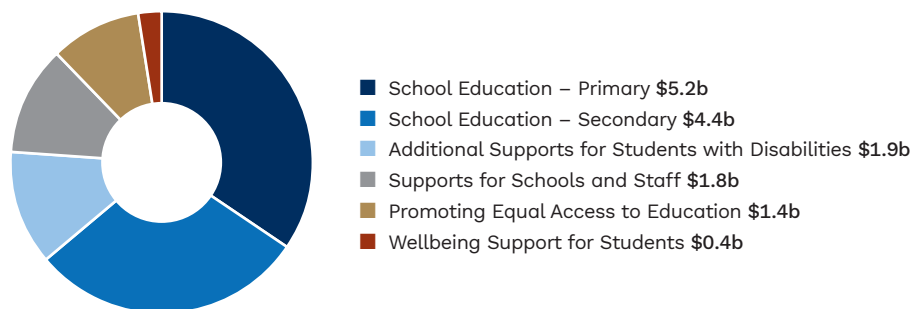 School Education – Primary $5.2b
School Education – Secondary $4.4b
Additional Supports for Students with Disabilities $1.9b
Supports for Schools and Staff $1.8b
Promoting Equal Access to Education $1.4b
Wellbeing Support for Students $0.4b